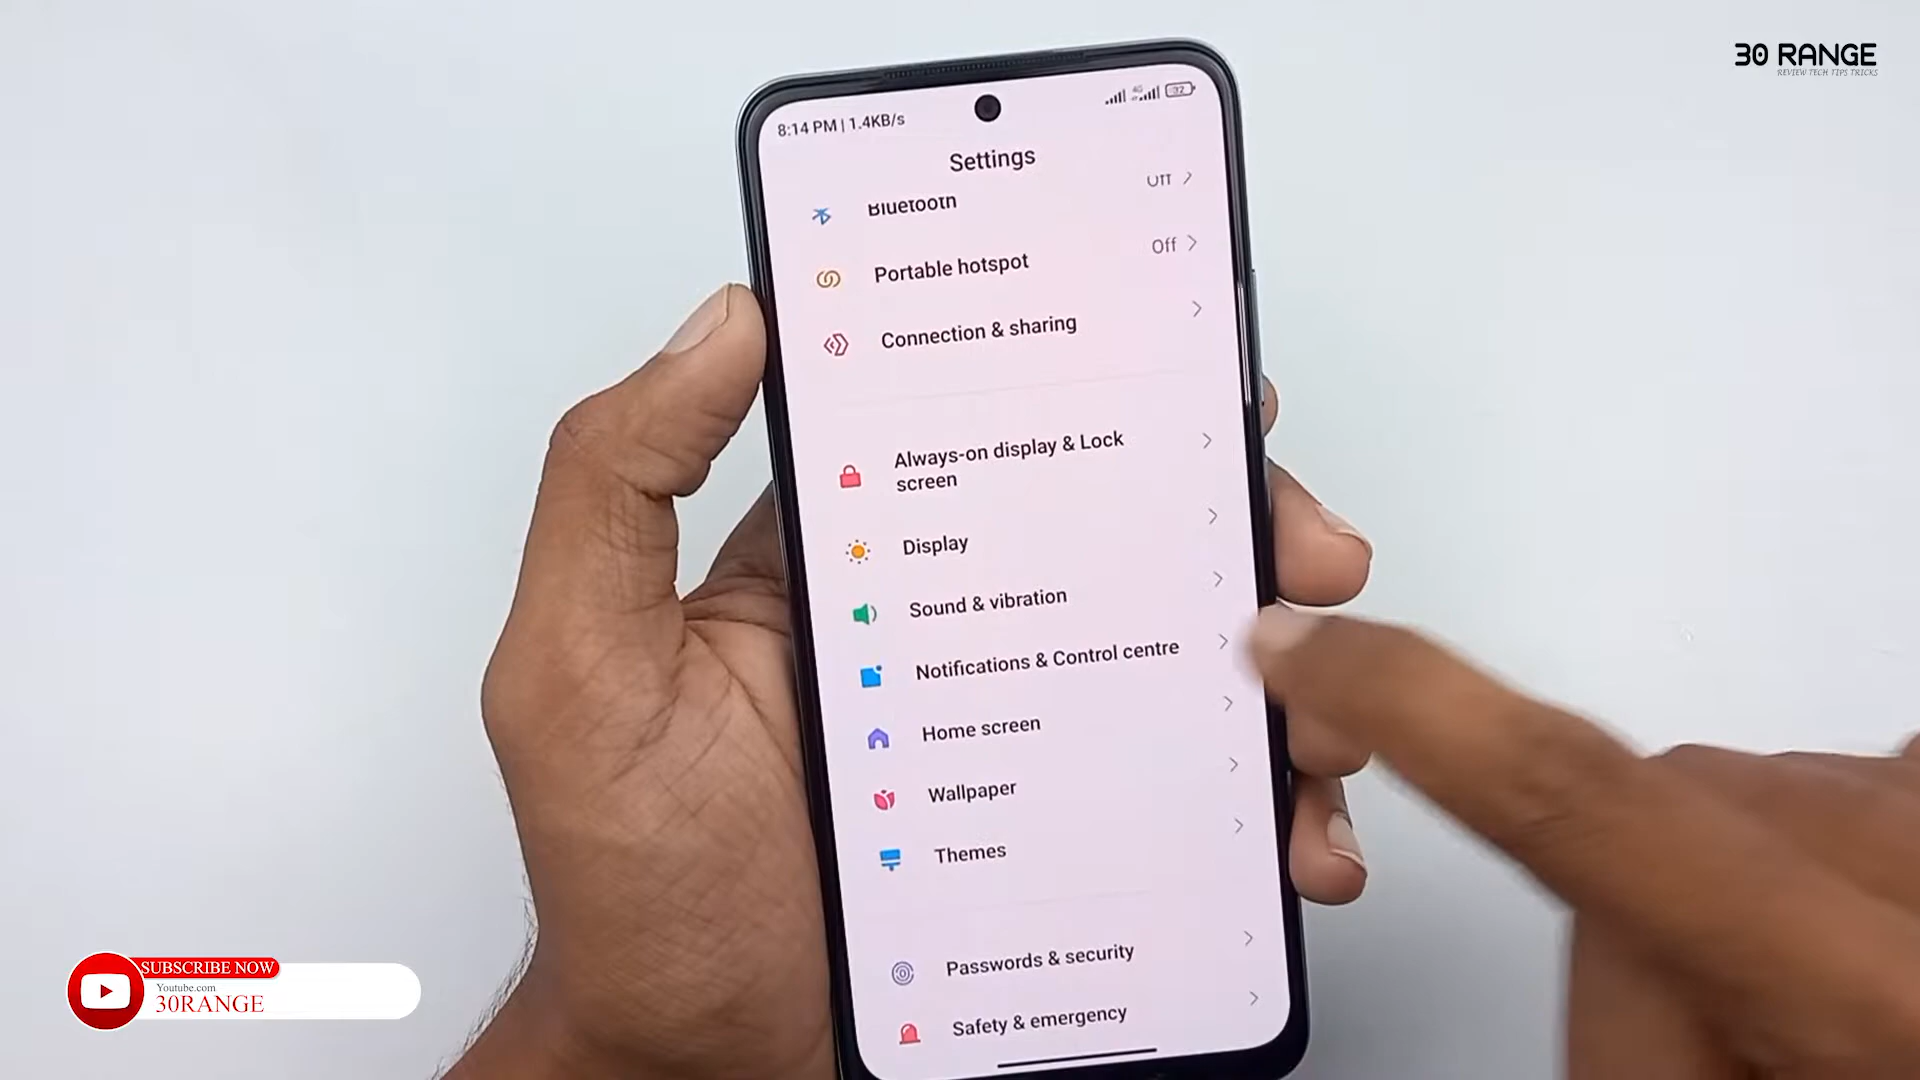 30 RANGE
REVIEW TECH TIPS TRICKS
8:14 PM | 1.4KB/s
4G
32
Settings
Bluetooth
Off
Portable hotspot
Off
Connection & sharing
Always-on display & Lock
screen
Display
Sound & vibration
Notifications & Control centre
Home screen
Wallpaper
Themes
Passwords & security
Safety & emergency
SUBSCRIBE NOW
Youtube.com
30RANGE